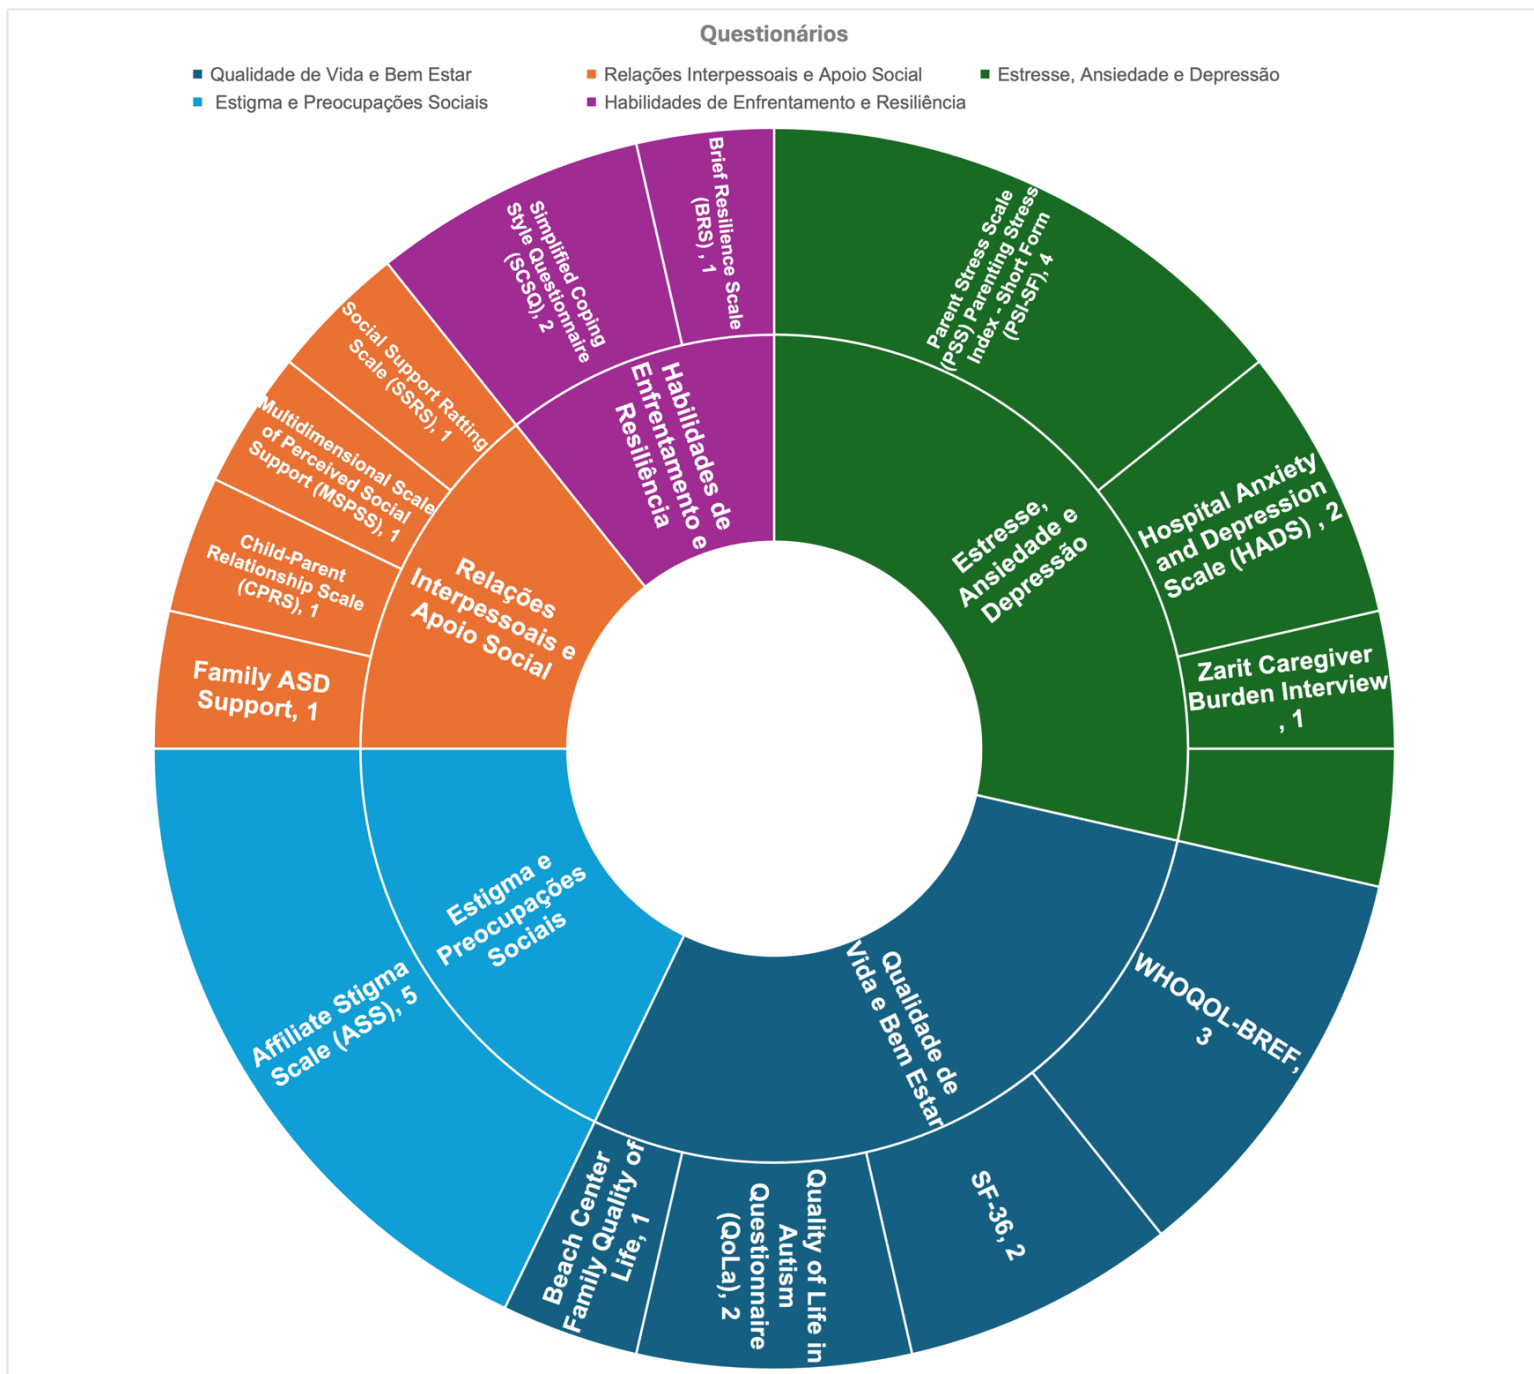 Questionários
Qualidade de Vida e Bem Estar
Relações Interpessoais e Apoio Social
Estresse, Ansiedade e Depressão
Estigma e Preocupações Sociais
Habilidades de Enfrentamento e Resiliência
Parent Stress Scale
(PSS) Parenting Stress
Index - Short Form
(PSI-SF), 4
Hospital Anxiety
and Depression
Scale (HADS) , 2
Zarit Caregiver
Burden Interview
, 1
Estresse,
Ansiedade e
Depressão
WHOQOL-BREF,
3
SF-36, 2
Quality of Life in
Autism
Questionnaire
(QoLa), 2
Beach Center
Family Quality of
Life, 1
Qualidade de
Vida e Bem Estar
Affiliate Stigma
Scale (ASS), 5
Estigma e
Preocupações
Sociais
Family ASD
Support, 1
Child-Parent
Relationship Scale
(CPRS), 1
Multidimensional Scale
of Perceived Social
Support (MSPSS), 1
Social Support Ratting
Scale (SSRS), 1
Relações
Interpessoais e
Apoio Social
Simplified Coping
Style Questionnaire
(SCSQ), 2
Brief Resilience Scale
(BRS) , 1
Habilidades de
Enfrentamento e
Resiliência